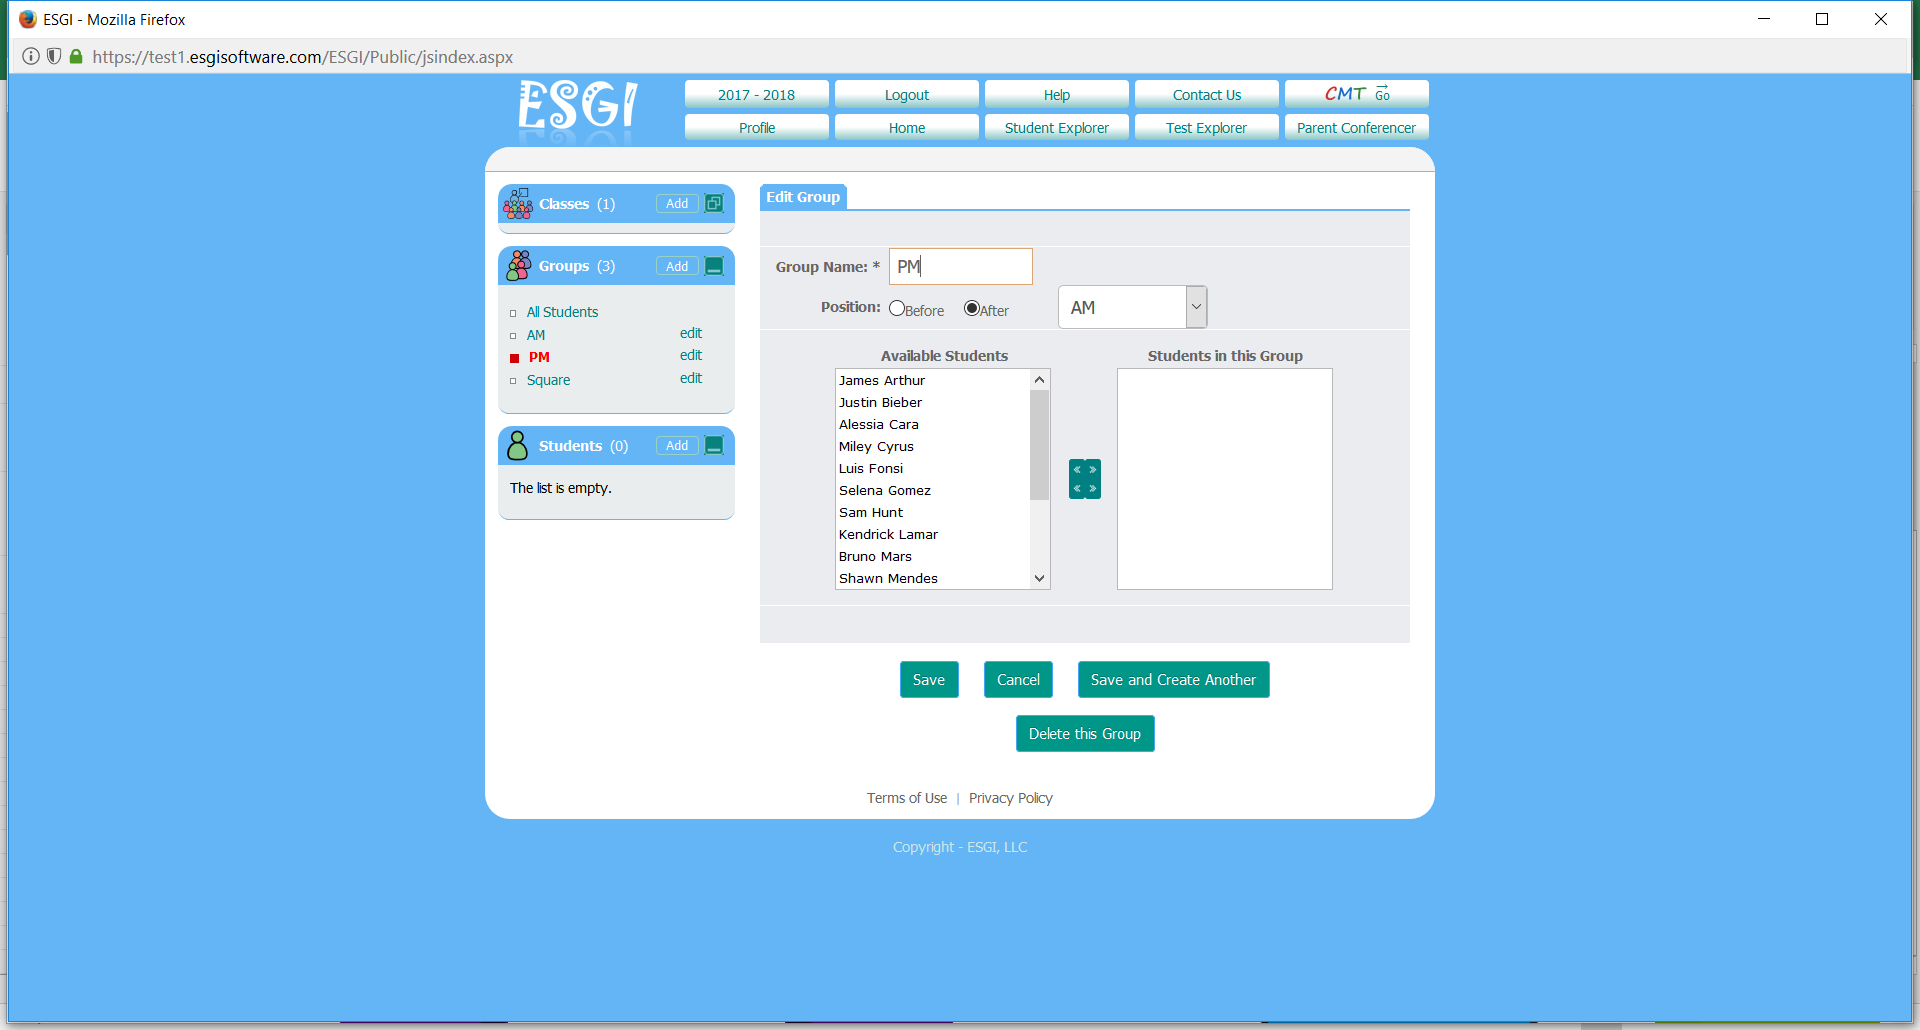 ESGI - Mozilla Firefox
https://test1.esgisoftware.com/ESGI/Public/jsindex.aspx
ESGI
2017 - 2018 Logout Help Contact Us CMT Go
Profile Home Student Explorer Test Explorer Parent Conferencer
Classes (1) Add
Groups (3) Add
All Students
AM edit
PM edit
Square edit
Students (0) Add
The list is empty.
Edit Group
Group Name: * PM
Position: Before After AM
Available Students
James Arthur
Justin Bieber
Alessia Cara
Miley Cyrus
Luis Fonsi
Selena Gomez
Sam Hunt
Kendrick Lamar
Bruno Mars
Shawn Mendes
Students in this Group
Save Cancel Save and Create Another
Delete this Group
Terms of Use | Privacy Policy
Copyright - ESGI, LLC